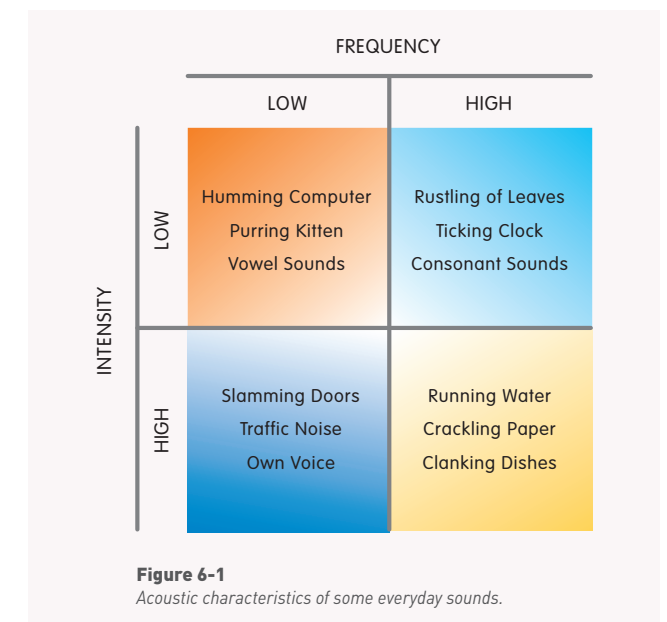 FREQUENCY
LOW
HIGH
INTENSITY
LOW
Humming Computer
Purring Kitten
Vowel Sounds
Rustling of Leaves
Ticking Clock
Consonant Sounds
HIGH
Slamming Doors
Traffic Noise
Own Voice
Running Water
Crackling Paper
Clanking Dishes
Figure 6-1
Acoustic characteristics of some everyday sounds.